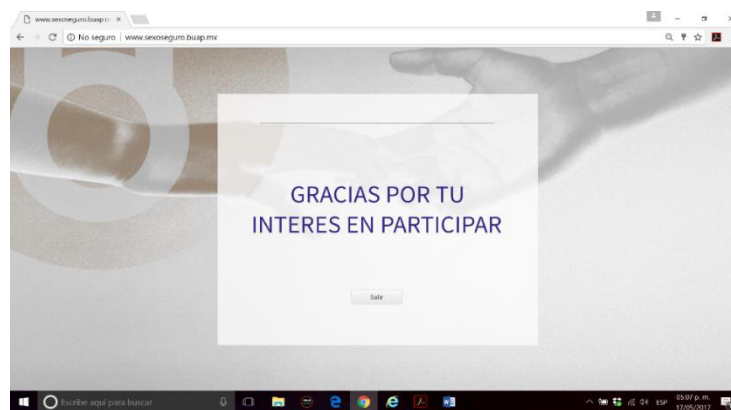 www.sexoseguro.buap.m
No seguro | www.sexoseguro.buap.mx
GRACIAS POR TU
INTERES EN PARTICIPAR
Salir
Escribe aquí para buscar
ESP
05:07 p. m.
17/05/2017